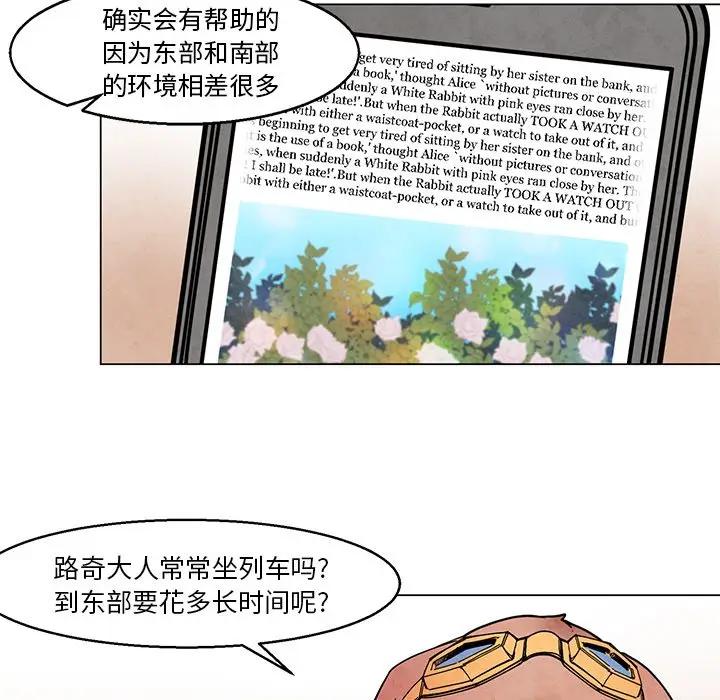 确实会有帮助的
因为东部和南部
的环境相差很多
get very tired of sitting by her sister on the bank, and
a book,' thought Alice `without pictures or conversat
ddenly a White Rabbit with pink eyes ran close by her.
e late!'.But when the Rabbit actually TOOK A WATCH OU
with either a waistcoat-pocket, or a watch to take out of it, and
beginning to get very tired of sitting by her sister on the bank, and o
t is the use of a book,' thought Alice `without pictures or conversation
es, when suddenly a White Rabbit with pink eyes ran close by her. Th
! I shall be late!'.But when the Rabbit actually TOOK A WATCH OUT
bbit with either a waistcoat-pocket, or a watch to take out of it, and bur
路奇大人常常坐列车吗?
到东部要花多长时间呢?